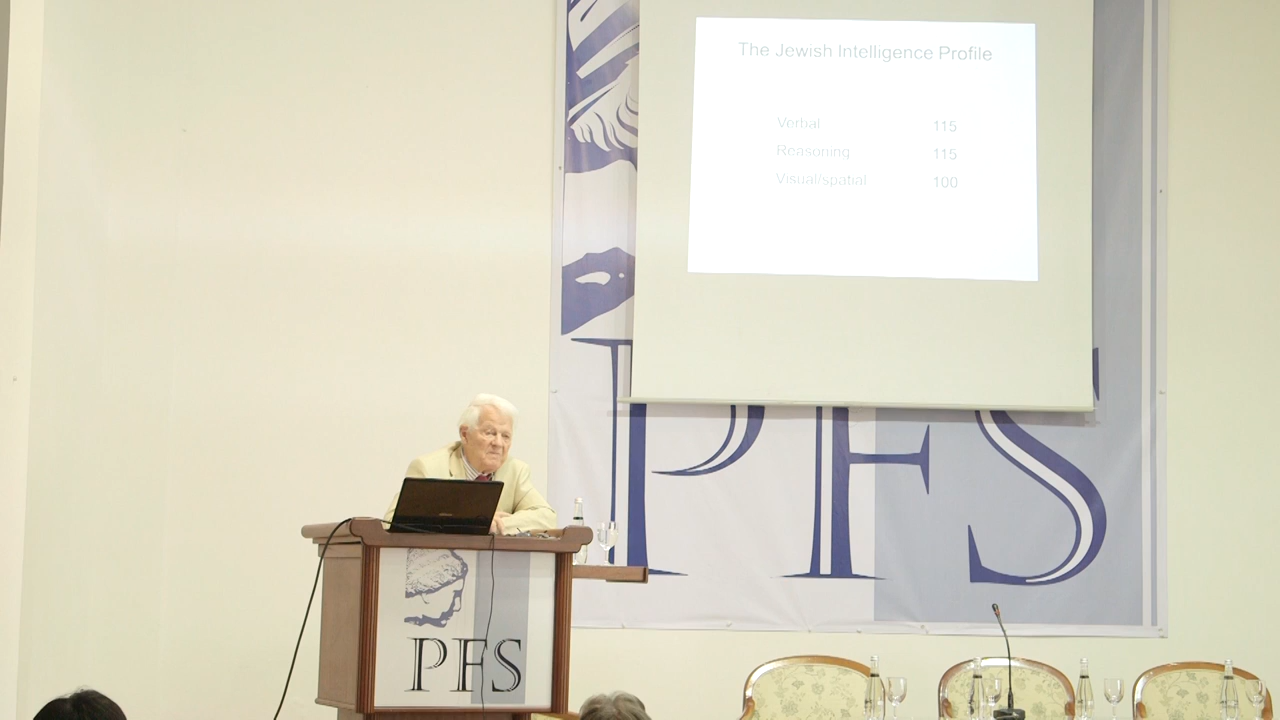 The Jewish Intelligence Profile
Verbal 115
Reasoning 115
Visual/spatial 100
PFS
PFS